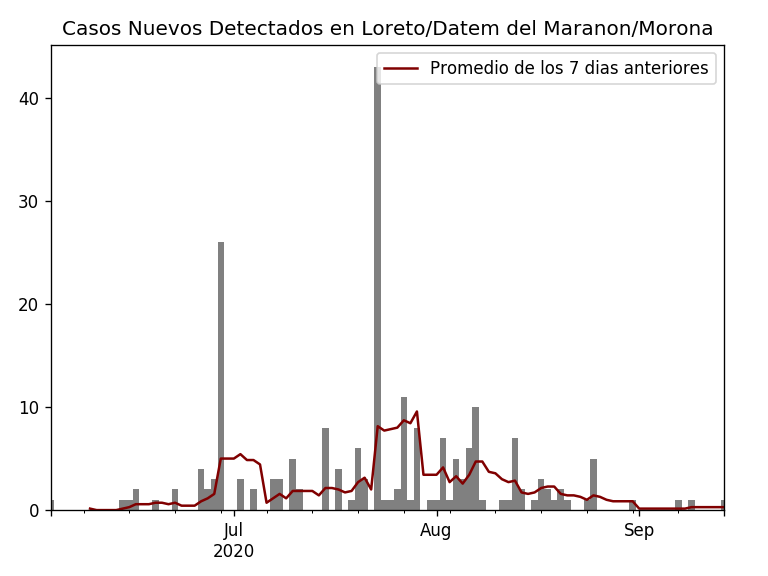 Casos Nuevos Detectados en Loreto/Datem del Maranon/Morona
Promedio de los 7 dias anteriores
40
30
20
10
0
Jul
2020
Aug
Sep